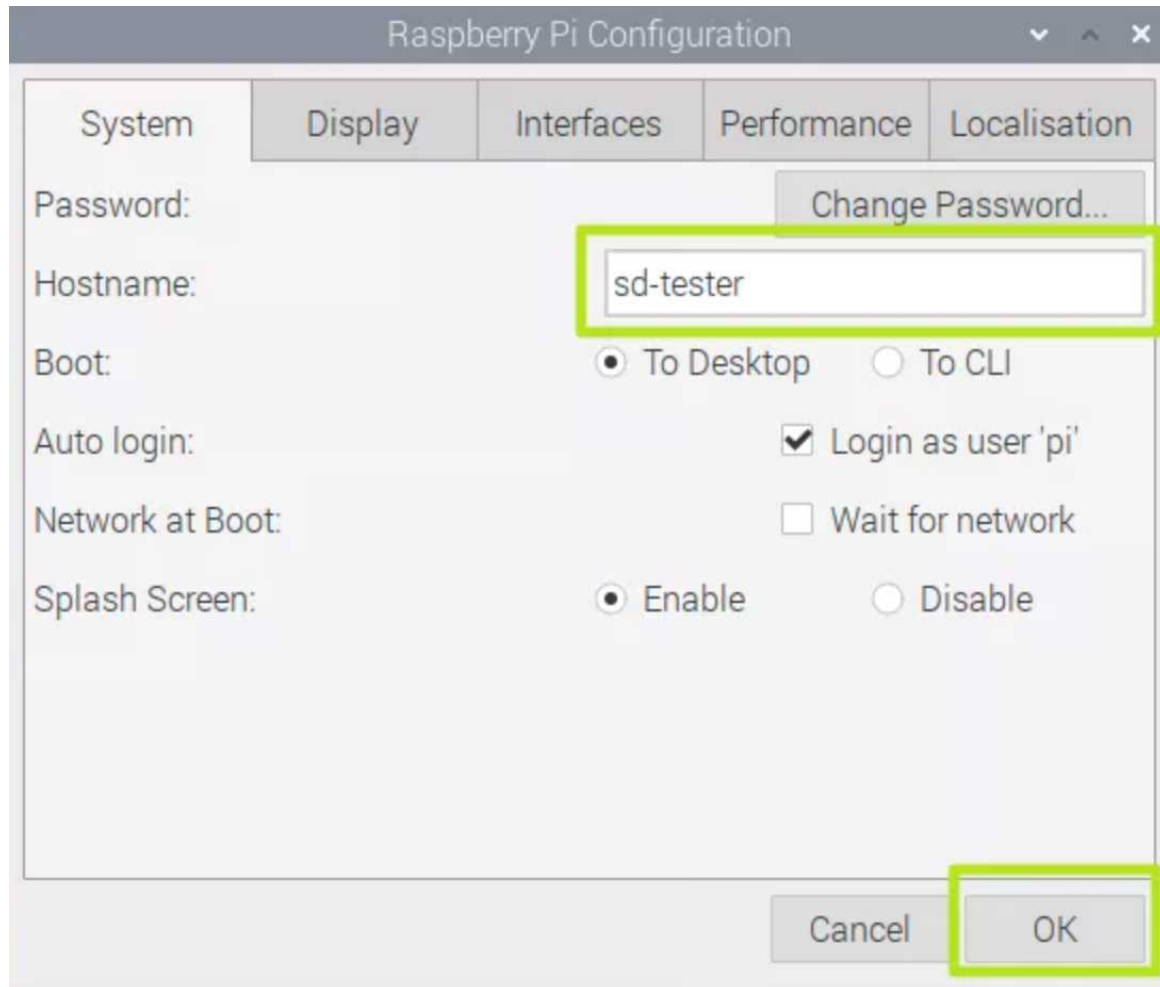 Raspberry Pi Configuration
System Display Interfaces Performance Localisation
Password: Change Password...
Hostname: sd-tester
Boot: To Desktop To CLI
Auto login: Login as user 'pi'
Network at Boot: Wait for network
Splash Screen: Enable Disable
Cancel OK